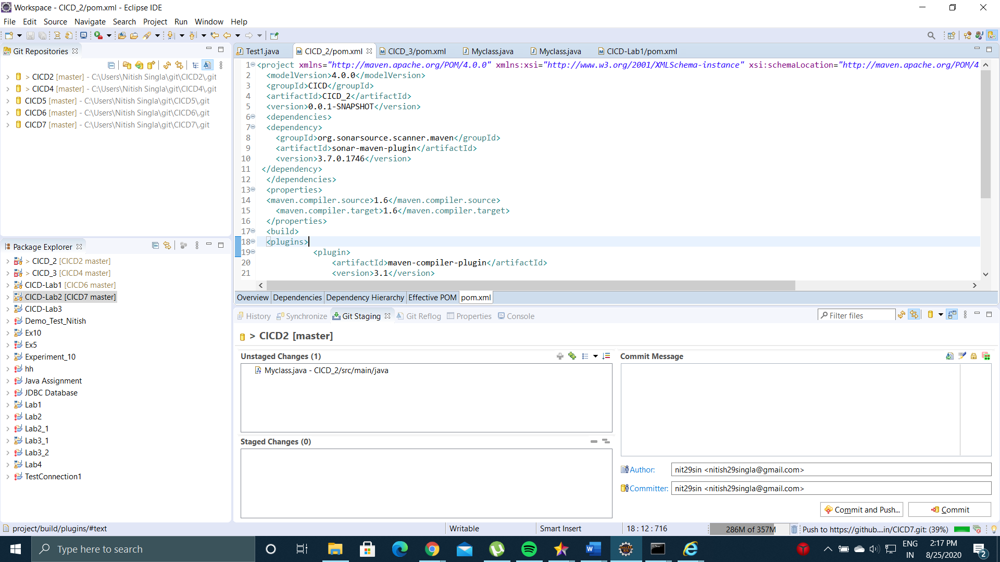 Workspace - CICD_2/pom.xml - Eclipse IDE
File Edit Source Navigate Search Project Run Window Help
Git Repositories
> CICD2 [master] - C:\Users\Nitish Singla\git\CICD2\.git
> CICD4 [master] - C:\Users\Nitish Singla\git\CICD4\.git
CICD5 [master] - C:\Users\Nitish Singla\git\CICD5\.git
CICD6 [master] - C:\Users\Nitish Singla\git\CICD6\.git
CICD7 [master] - C:\Users\Nitish Singla\git\CICD7\.git
Package Explorer
> CICD_2 [CICD2 master]
> CICD_3 [CICD4 master]
CICD-Lab1 [CICD6 master]
CICD-Lab2 [CICD7 master]
CICD-Lab3
Demo_Test_Nitish
Ex10
Ex5
Experiment_10
hh
Java Assignment
JDBC Database
Lab1
Lab2
Lab2_1
Lab3_1
Lab3_2
Lab4
TestConnection1
Test1.java CICD_2/pom.xml CICD_3/pom.xml Myclass.java Myclass.java CICD-Lab1/pom.xml
1 <project xmlns="http://maven.apache.org/POM/4.0.0" xmlns:xsi="http://www.w3.org/2001/XMLSchema-instance" xsi:schemaLocation="http://maven.apache.org/POM/4
2 <modelVersion>4.0.0</modelVersion>
3 <groupId>CICD</groupId>
4 <artifactId>CICD_2</artifactId>
5 <version>0.0.1-SNAPSHOT</version>
6 <dependencies>
7 <dependency>
8 <groupId>org.sonarsource.scanner.maven</groupId>
9 <artifactId>sonar-maven-plugin</artifactId>
10 <version>3.7.0.1746</version>
11 </dependency>
12 </dependencies>
13 <properties>
14 <maven.compiler.source>1.6</maven.compiler.source>
15 <maven.compiler.target>1.6</maven.compiler.target>
16 </properties>
17 <build>
18 <plugins>
19 <plugin>
20 <artifactId>maven-compiler-plugin</artifactId>
21 <version>3.1</version>
Overview Dependencies Dependency Hierarchy Effective POM pom.xml
History Synchronize Git Staging Git Reflog Properties Console
Filter files
> CICD2 [master]
Unstaged Changes (1)
Myclass.java - CICD_2/src/main/java
Staged Changes (0)
Commit Message
Author: nit29sin <nitish29singla@gmail.com>
Committer: nit29sin <nitish29singla@gmail.com>
Commit and Push... Commit
project/build/plugins/#text Writable Smart Insert 18 : 12 : 716 286M of 357M Push to https://github....in/CICD7.git: (39%)
Type here to search
ENG
IN
2:17 PM
8/25/2020
2